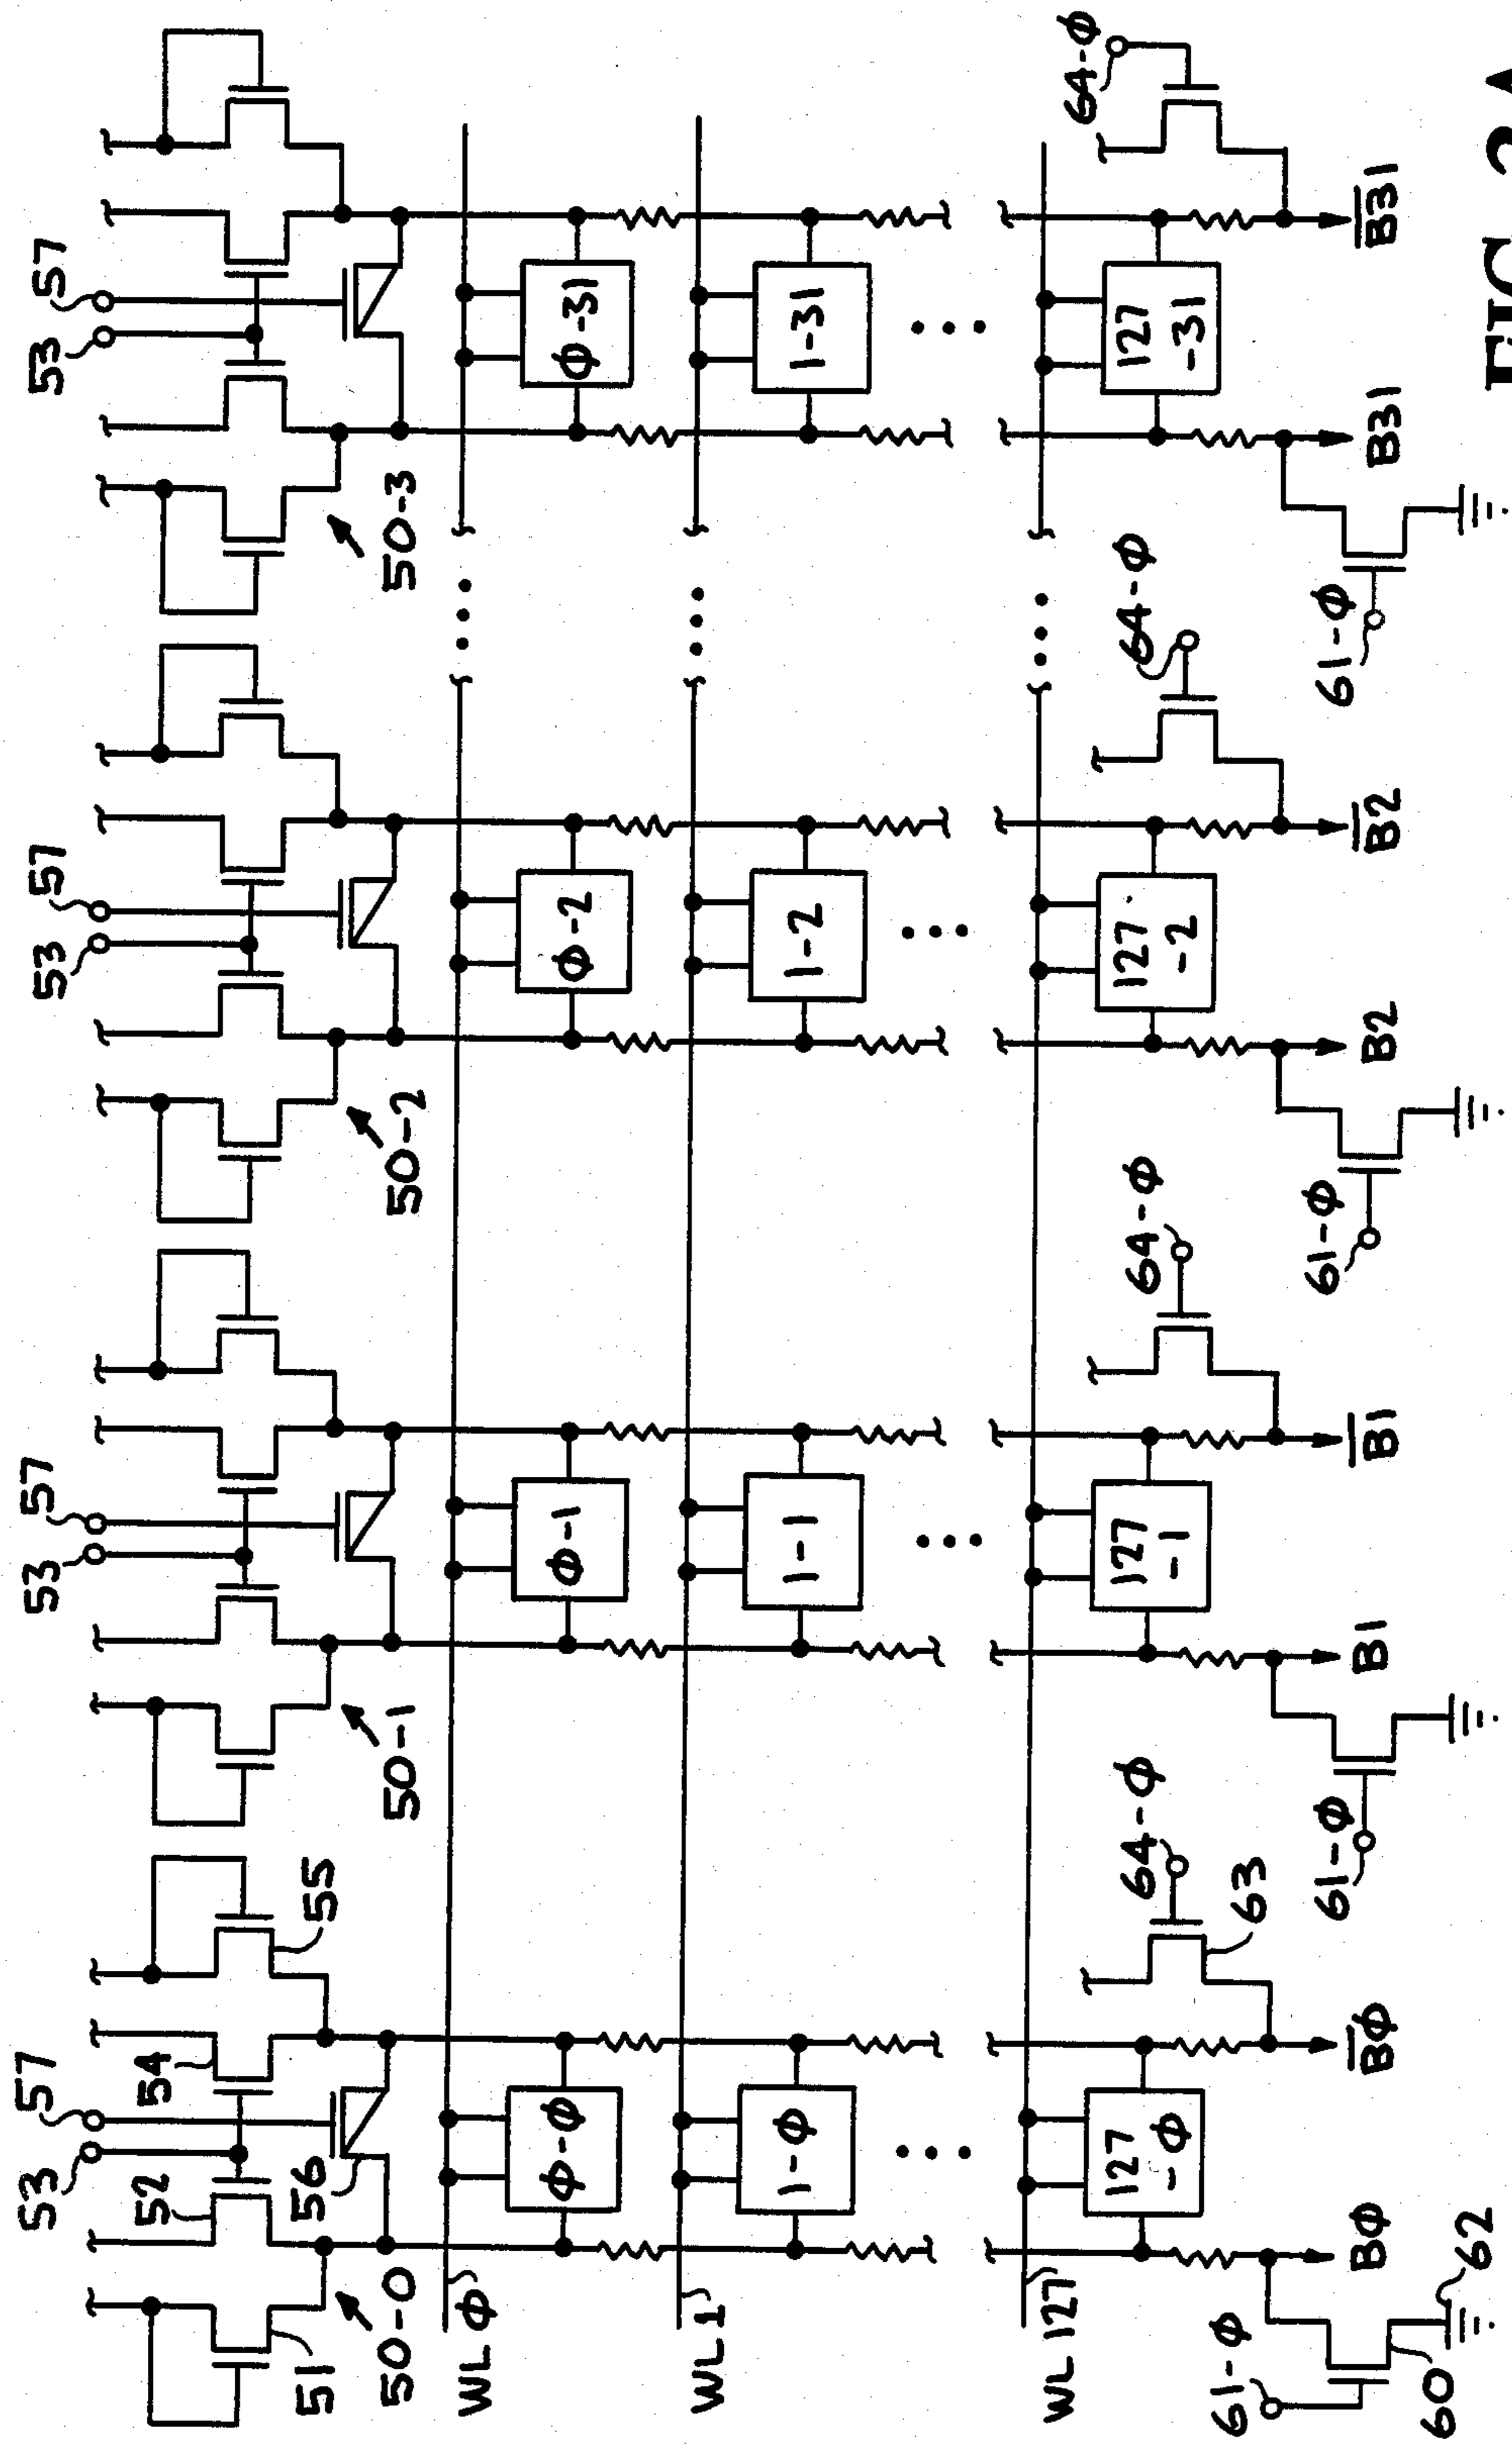 53 57 53 57 53 57 53 57
52 54
51 56 55
50-0 50-1 50-2 50-3
WL Φ
Φ-Φ Φ-1 Φ-2 Φ-31
WL 1
1-Φ 1-1 1-2 1-31
WL 127
127 127 127 127
-Φ -1 -2 -31
64-Φ 64-Φ 64-Φ 64-Φ
63
61-Φ 61-Φ 61-Φ 61-Φ
BΦ B̅Φ̅ B1 B̅1̅ B2 B̅2̅ B31 B̅3̅1̅
60 62
FIG